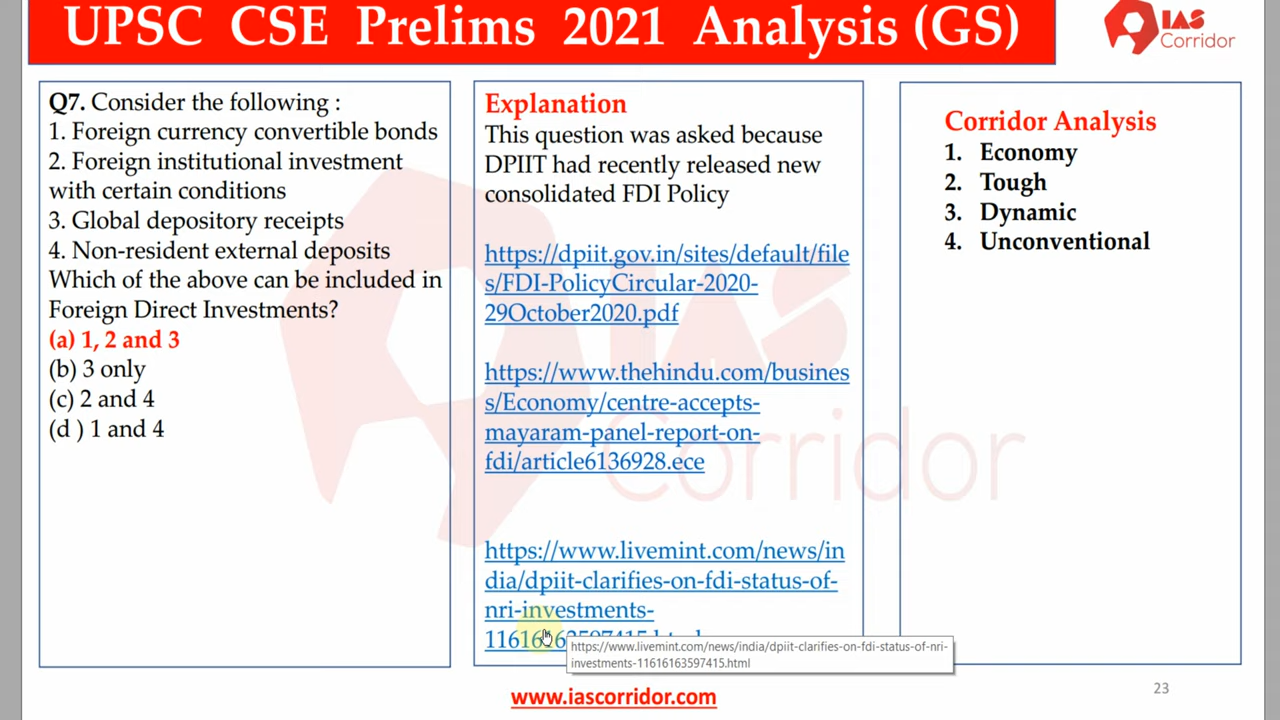 UPSC CSE Prelims 2021 Analysis (GS)
IAS
Corridor
Q7. Consider the following :
1. Foreign currency convertible bonds
2. Foreign institutional investment
with certain conditions
3. Global depository receipts
4. Non-resident external deposits
Which of the above can be included in
Foreign Direct Investments?
(a) 1, 2 and 3
(b) 3 only
(c) 2 and 4
(d ) 1 and 4
Explanation
This question was asked because
DPIIT had recently released new
consolidated FDI Policy
https://dpiit.gov.in/sites/default/file
s/FDI-PolicyCircular-2020-
29October2020.pdf
https://www.thehindu.com/busines
s/Economy/centre-accepts-
mayaram-panel-report-on-
fdi/article6136928.ece
https://www.livemint.com/news/in
dia/dpiit-clarifies-on-fdi-status-of-
nri-investments-
11616163597415.html
https://www.livemint.com/news/india/dpiit-clarifies-on-fdi-status-of-nri-
investments-11616163597415.html
Corridor Analysis
1. Economy
2. Tough
3. Dynamic
4. Unconventional
IAS
Corridor
www.iascorridor.com
23